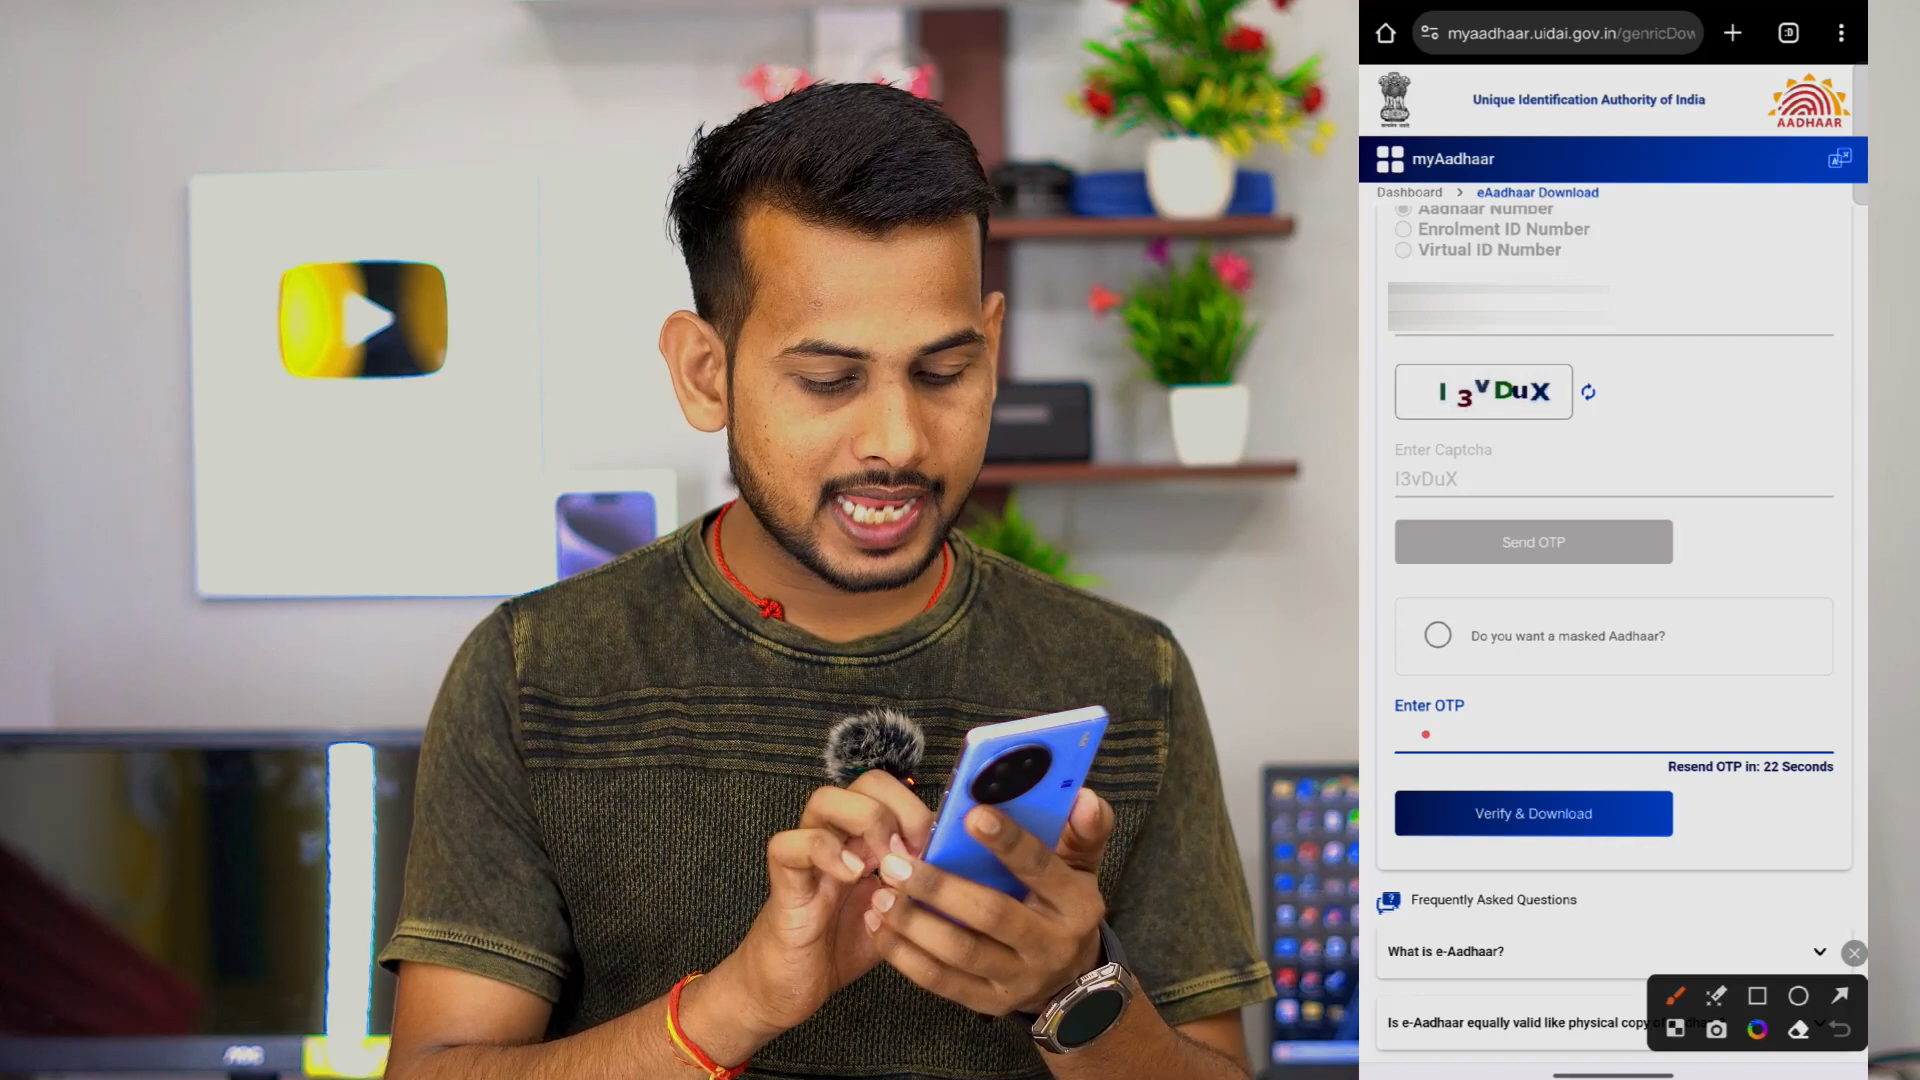 myaadhaar.uidai.gov.in/genricDow
:D
Unique Identification Authority of India
AADHAAR
myAadhaar
Dashboard > eAadhaar Download
Aadhaar Number
Enrolment ID Number
Virtual ID Number
I3vDuX
Enter Captcha
I3vDuX
Send OTP
Do you want a masked Aadhaar?
Enter OTP
Resend OTP in: 22 Seconds
Verify & Download
Frequently Asked Questions
What is e-Aadhaar?
Is e-Aadhaar equally valid like physical copy
AOC